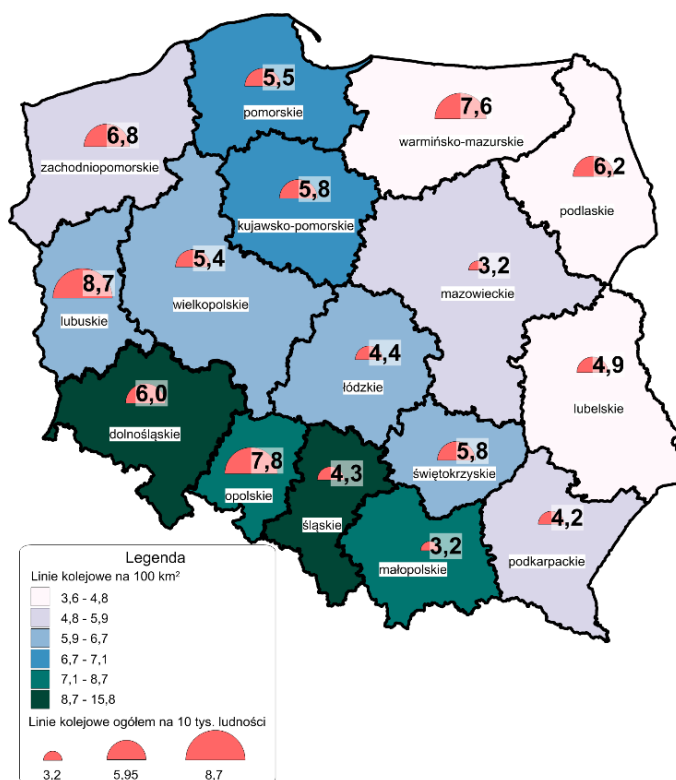 5,5
pomorskie
7,6
warmińsko-mazurskie
6,8
zachodniopomorskie
6,2
podlaskie
5,8
kujawsko-pomorskie
5,4
wielkopolskie
3,2
mazowieckie
8,7
lubuskie
4,4
łódzkie
4,9
lubelskie
6,0
dolnośląskie
7,8
opolskie
4,3
śląskie
5,8
świętokrzyskie
4,2
podkarpackie
3,2
małopolskie
Legenda
Linie kolejowe na 100 km²
3,6 - 4,8
4,8 - 5,9
5,9 - 6,7
6,7 - 7,1
7,1 - 8,7
8,7 - 15,8
Linie kolejowe ogółem na 10 tys. ludności
3.2 5.95 8.7